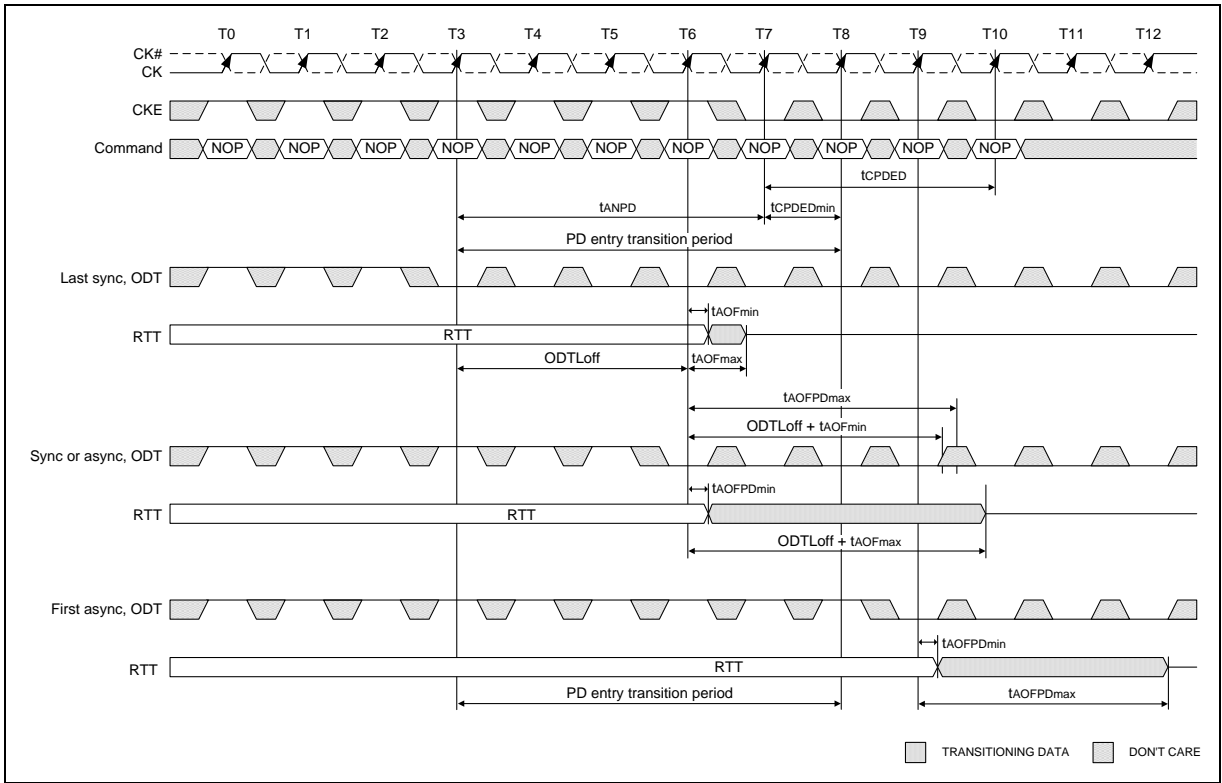 T0 T1 T2 T3 T4 T5 T6 T7 T8 T9 T10 T11 T12
CK#
CK
CKE
Command NOP NOP NOP NOP NOP NOP NOP NOP NOP NOP NOP
tCPDED
tANPD tCPDEDmin
PD entry transition period
Last sync, ODT
tAOFmin
RTT RTT
ODTLoff tAOFmax
tAOFPDmax
ODTLoff + tAOFmin
Sync or async, ODT
tAOFPDmin
RTT RTT
ODTLoff + tAOFmax
First async, ODT
tAOFPDmin
RTT RTT
PD entry transition period tAOFPDmax
TRANSITIONING DATA DON'T CARE